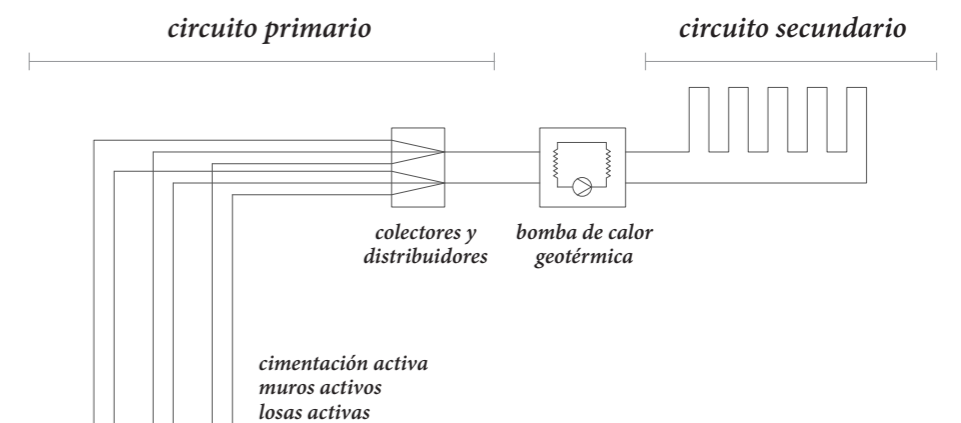 circuito primario
circuito secundario
colectores y
distribuidores
bomba de calor
geotérmica
cimentación activa
muros activos
losas activas